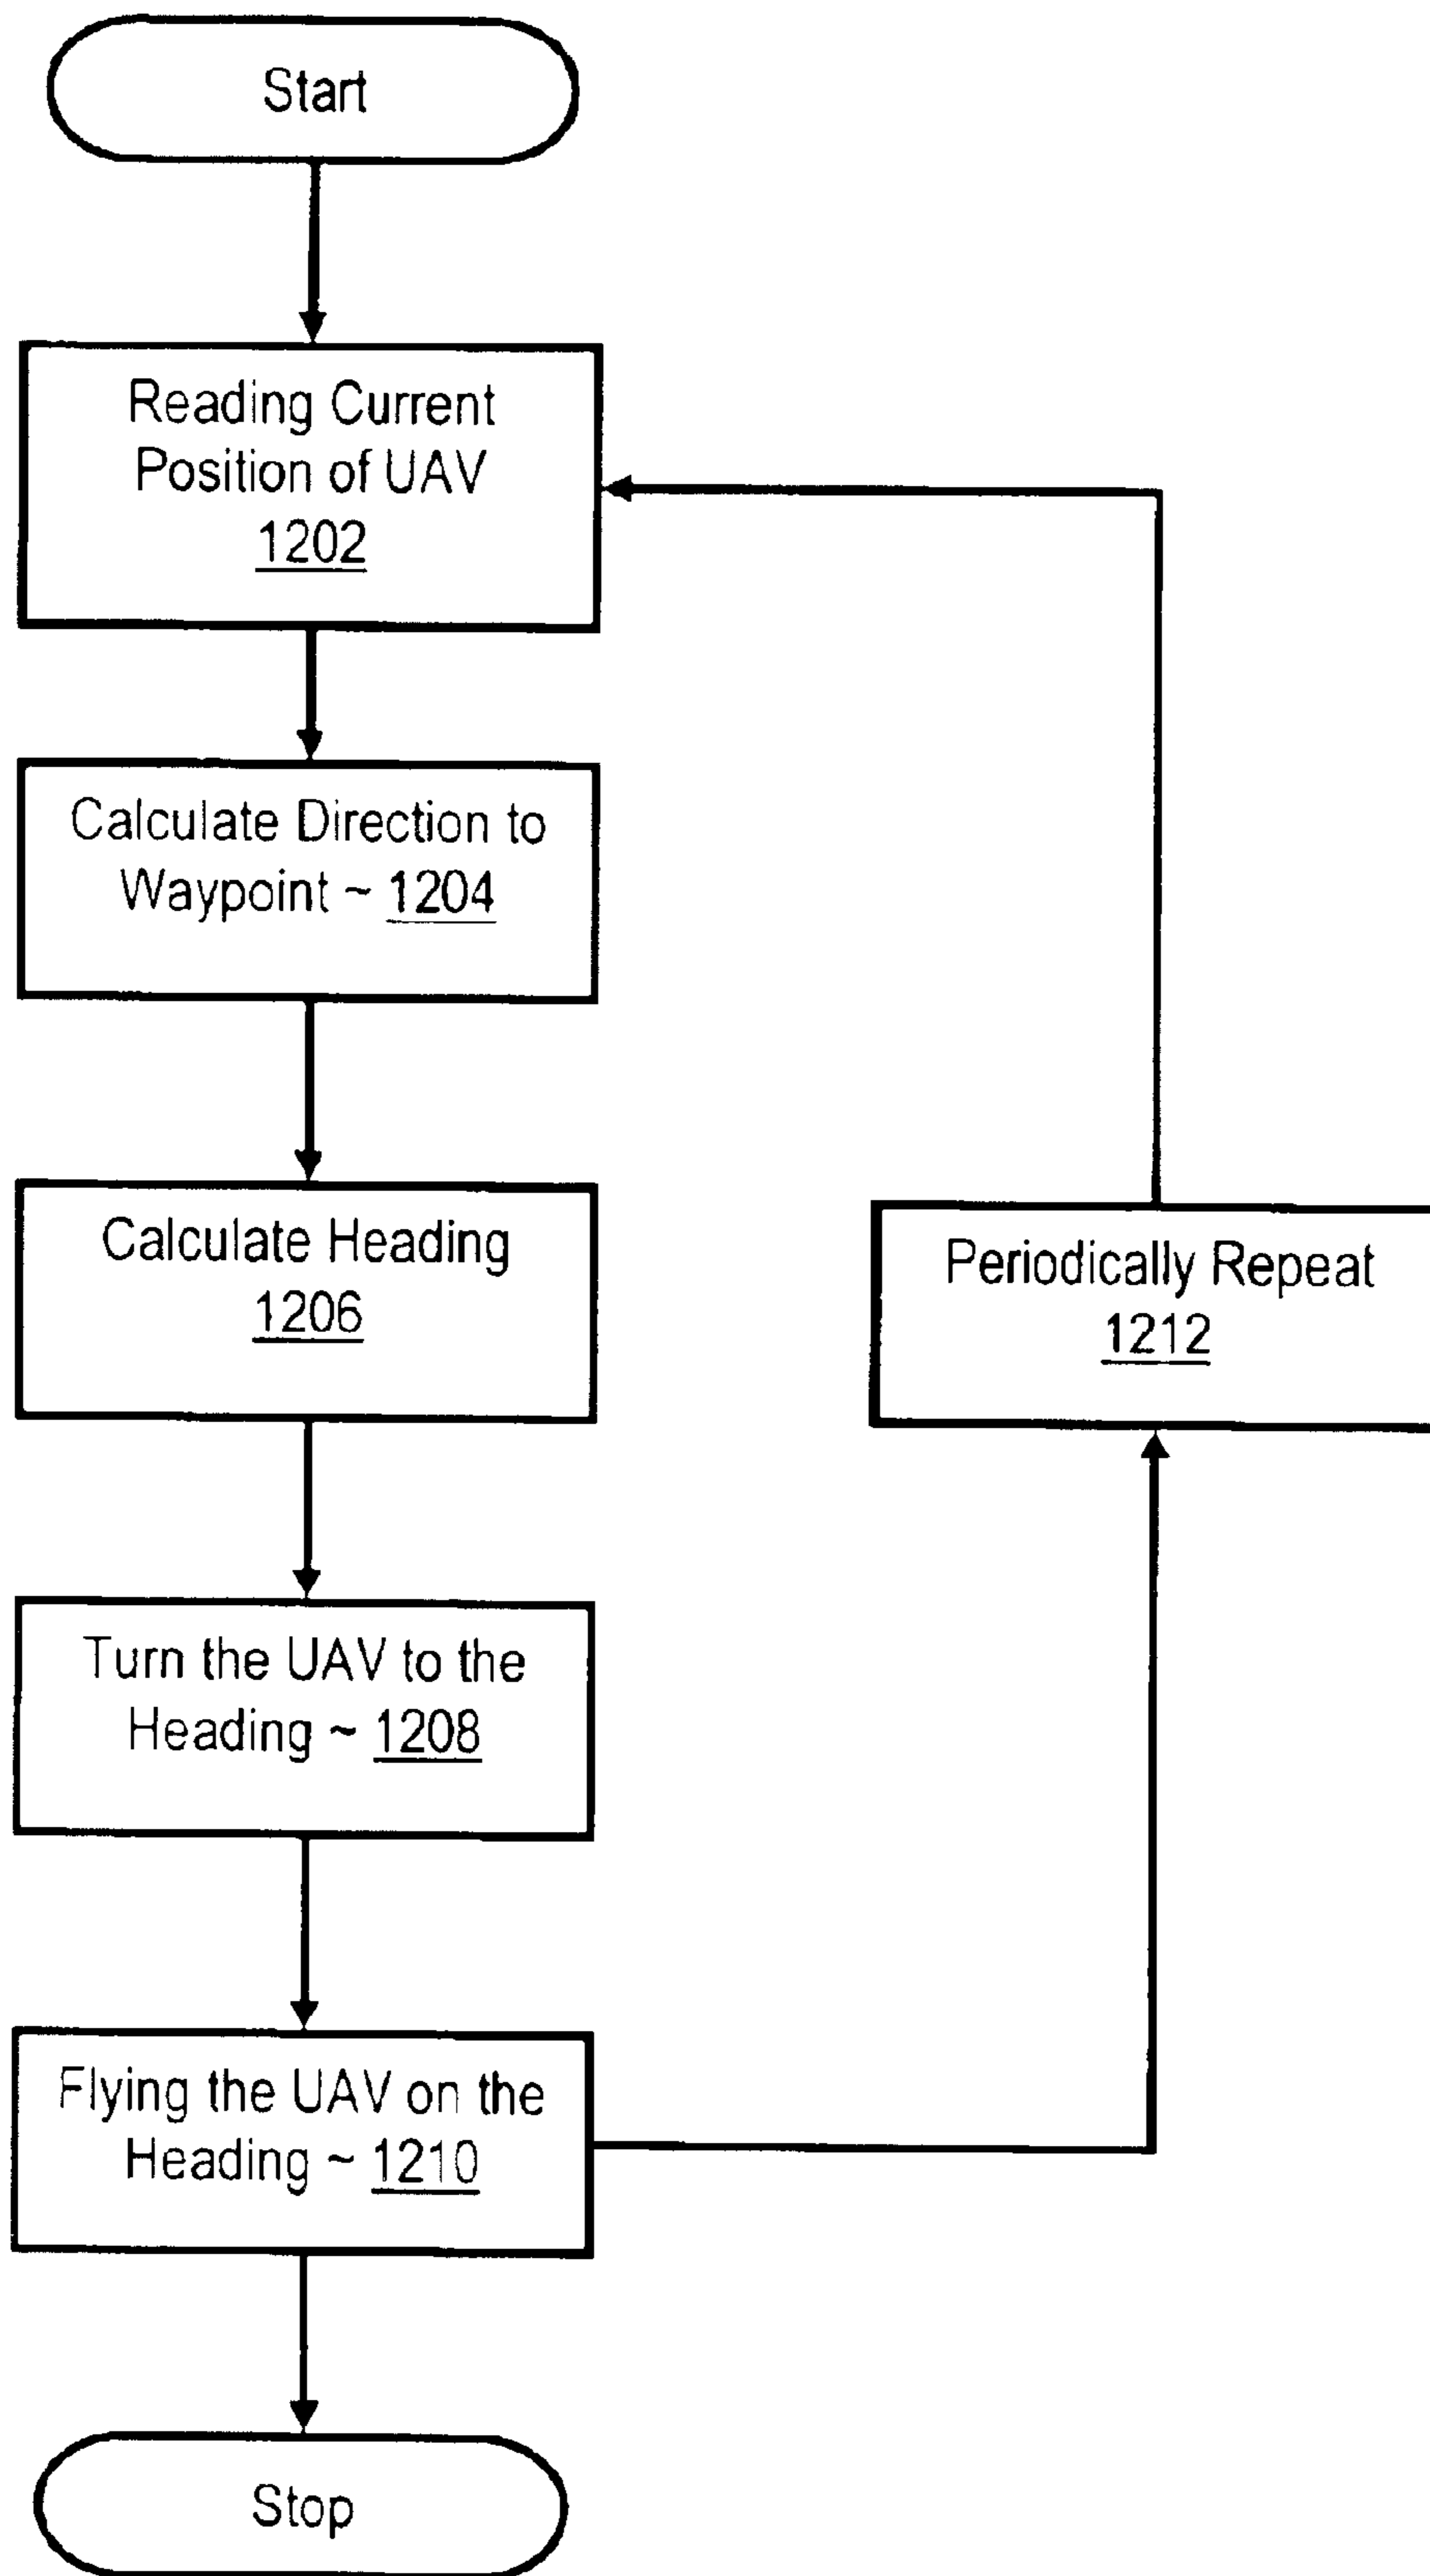 Start
Reading Current
Position of UAV
1202
Calculate Direction to
Waypoint ~ 1204
Calculate Heading
1206
Periodically Repeat
1212
Turn the UAV to the
Heading ~ 1208
Flying the UAV on the
Heading ~ 1210
Stop